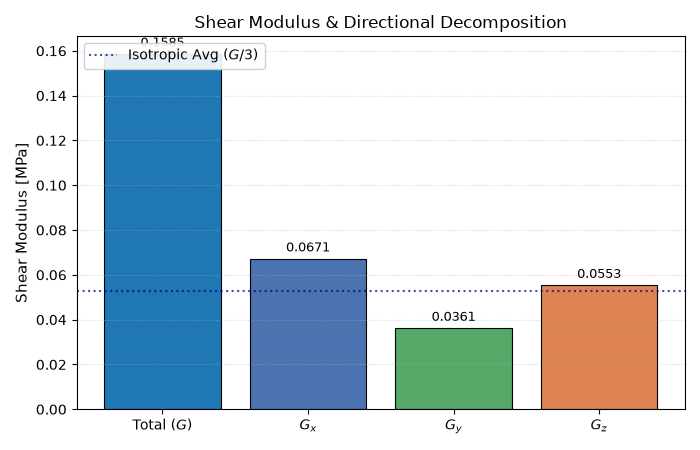 Shear Modulus & Directional Decomposition
Shear Modulus [MPa]
0.16
0.14
0.12
0.10
0.08
0.06
0.04
0.02
0.00
Isotropic Avg (G/3)
0.1585
0.0671
0.0361
0.0553
Total (G)
Gx
Gy
Gz